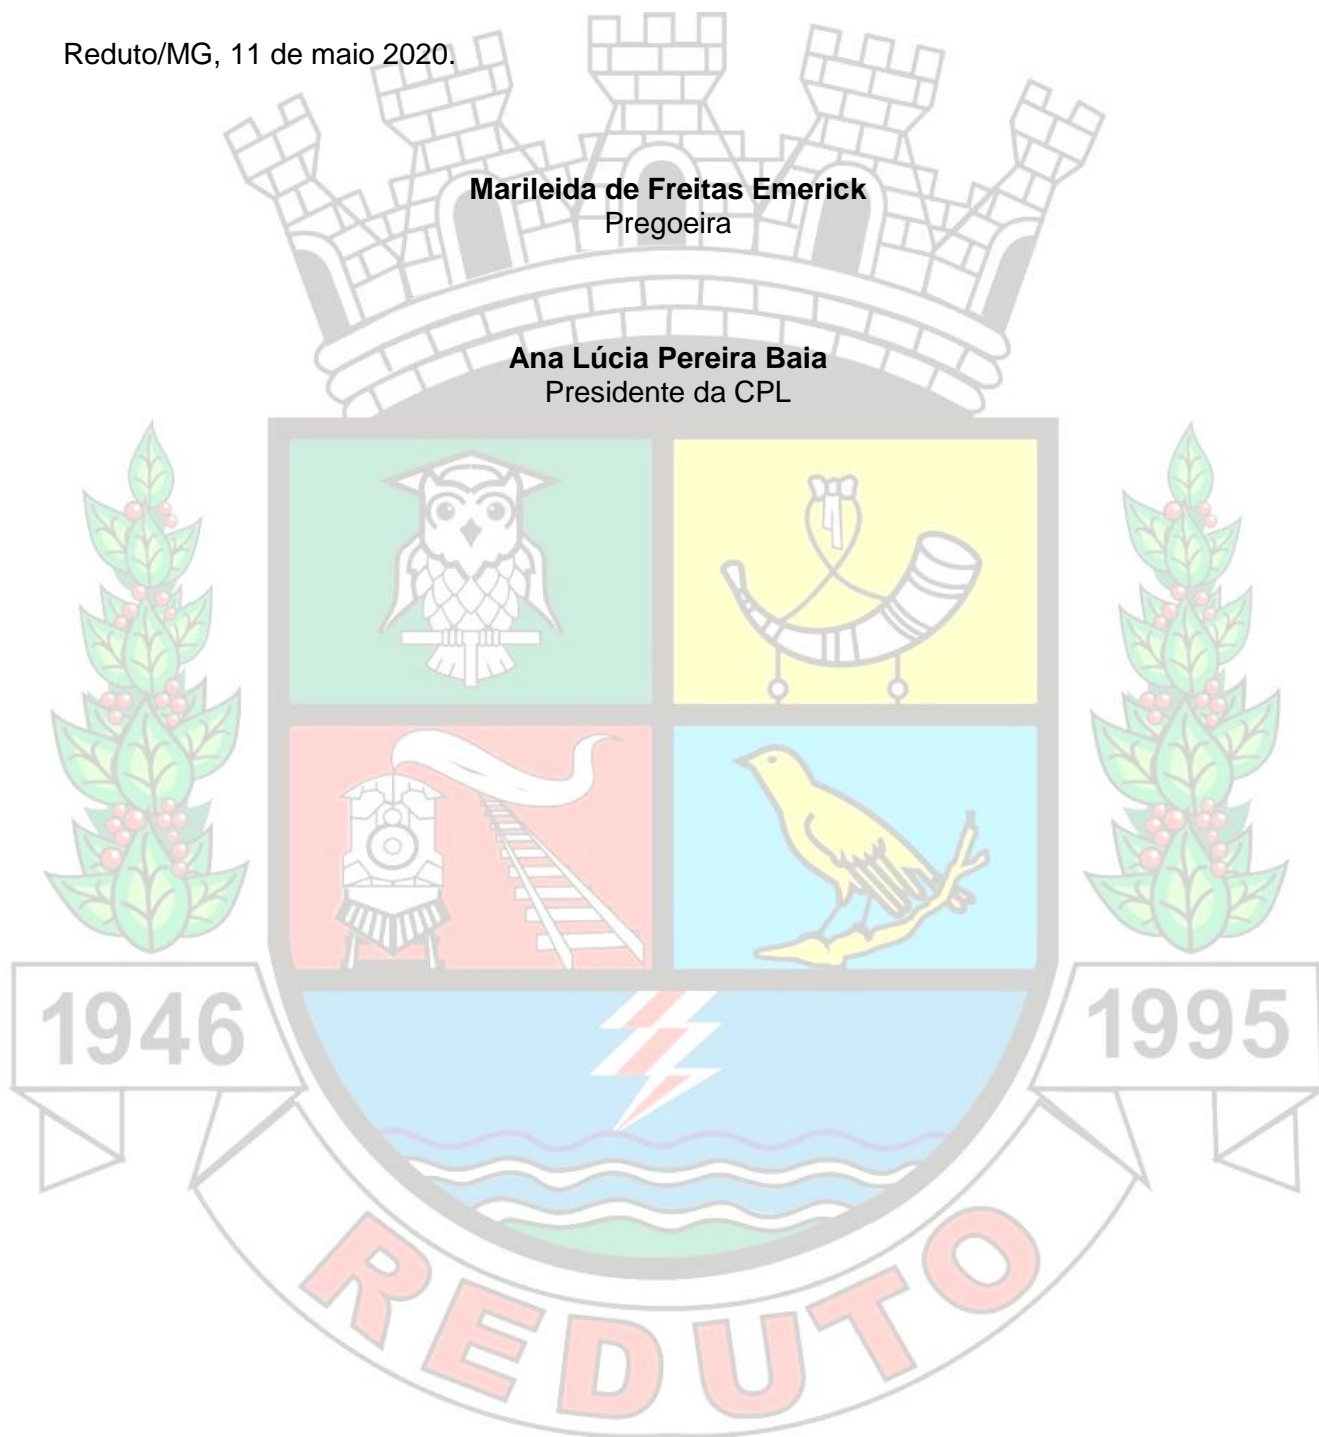 Reduto/MG, 11 de maio 2020.
Marileida de Freitas Emerick
Pregoeira
Ana Lúcia Pereira Baia
Presidente da CPL
1946
1995
REDUTO